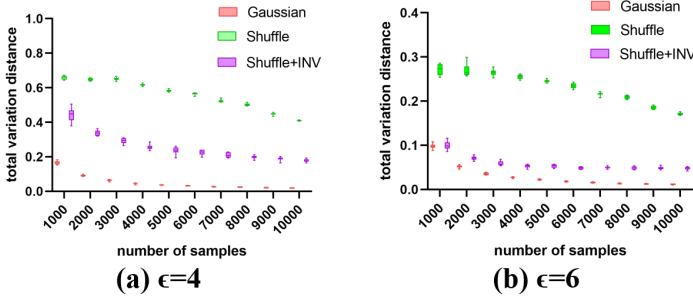 Gaussian
Shuffle
Shuffle+INV
total variation distance
1.0
0.8
0.6
0.4
0.2
0.0
1000 2000 3000 4000 5000 6000 7000 8000 9000 10000
number of samples
(a) ϵ=4
Gaussian
Shuffle
Shuffle+INV
total variation distance
0.4
0.3
0.2
0.1
0.0
1000 2000 3000 4000 5000 6000 7000 8000 9000 10000
number of samples
(b) ϵ=6